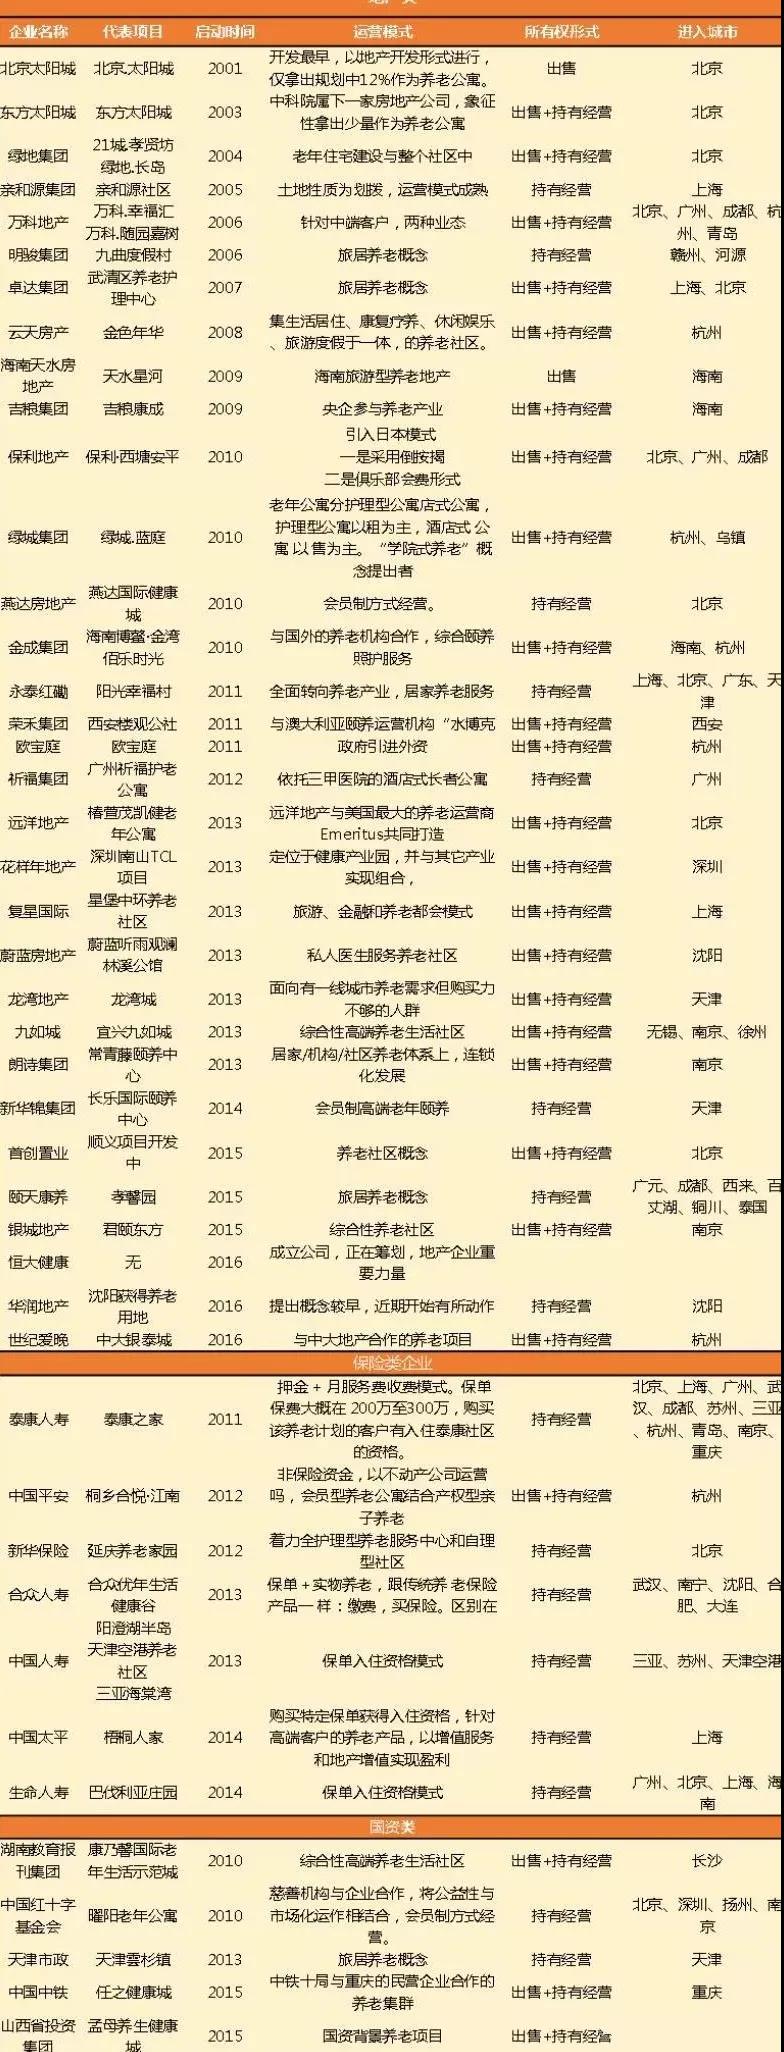 企业名称 代表项目 启动时间 运营模式 所有权形式 进入城市
北京太阳城 北京.太阳城 2001 开发最早，以地产开发形式进行，仅拿出规划中12%作为养老公寓。 出售 北京
东方太阳城 东方太阳城 2003 中科院属下一家房地产公司，象征性拿出少量作为养老公寓 出售+持有经营 北京
绿地集团 21城.孝贤坊 绿地.长岛 2004 老年住宅建设与整个社区中 出售+持有经营 北京
亲和源集团 亲和源社区 2005 土地性质为划拨，运营模式成熟 持有经营 上海
万科地产 万科.幸福汇 万科.随园嘉树 2006 针对中端客户，两种业态 出售+持有经营 北京、广州、成都、杭州、青岛
明骏集团 九曲度假村 2006 旅居养老概念 持有经营 赣州、河源
卓达集团 武清区养老护理中心 2007 旅居养老概念 出售+持有经营 上海、北京
云天房产 金色年华 2008 集生活居住、康复疗养、休闲娱乐、旅游度假于一体，的养老社区。 出售+持有经营 杭州
海南天水房地产 天水星河 2009 海南旅游型养老地产 出售 海南
吉粮集团 吉粮康成 2009 央企参与养老产业 出售+持有经营 海南
保利地产 保利·西塘安平 2010 引入日本模式 一是采用倒按揭 二是俱乐部会费形式 出售+持有经营 北京、广州、成都
绿城集团 绿城.蓝庭 2010 老年公寓分护理型公寓店式公寓，护理型公寓以租为主，酒店式 公寓 以 售为主。“学院式养老”概念提出者 出售+持有经营 杭州、乌镇
燕达房地产 燕达国际健康城 2010 会员制方式经营。 持有经营 北京
金成集团 海南博鳌·金湾佰乐时光 2010 与国外的养老机构合作，综合颐养照护服务 出售+持有经营 海南、杭州
永泰红磡 阳光幸福村 2011 全面转向养老产业，居家养老服务 持有经营 上海、北京、广东、天津
荣禾集团 西安楼观公社 2011 与澳大利亚颐养运营机构“水博克 出售+持有经营 西安
欧宝庭 欧宝庭 2011 政府引进外资 出售+持有经营 杭州
祈福集团 广州祈福护老公寓 2012 依托三甲医院的酒店式长者公寓 持有经营 广州
远洋地产 椿萱茂凯健老年公寓 2013 远洋地产与美国最大的养老运营商Emeritus共同打造 出售+持有经营 北京
花样年地产 深圳南山TCL项目 2013 定位于健康产业园，并与其它产业实现组合， 出售+持有经营 深圳
复星国际 星堡中环养老社区 2013 旅游、金融和养老都会模式 出售+持有经营 上海
蔚蓝房地产 蔚蓝听雨观澜林溪公馆 2013 私人医生服务养老社区 出售+持有经营 沈阳
龙湾地产 龙湾城 2013 面向有一线城市养老需求但购买力不够的人群 出售+持有经营 天津
九如城 宜兴九如城 2013 综合性高端养老生活社区 出售+持有经营 无锡、南京、徐州
朗诗集团 常青藤颐养中心 2013 居家/机构/社区养老体系上，连锁化发展 出售+持有经营 南京
新华锦集团 长乐国际颐养中心 2014 会员制高端老年颐养 持有经营 天津
首创置业 顺义项目开发中 2015 养老社区概念 出售+持有经营 北京
颐天康养 孝馨园 2015 旅居养老概念 持有经营 广元、成都、西来、百丈湖、铜川、泰国
银城地产 君颐东方 2015 综合性养老社区 出售+持有经营 南京
恒大健康 无 2016 成立公司，正在筹划，地产企业重要力量
华润地产 沈阳获得养老用地 2016 提出概念较早，近期开始有所动作 持有经营 沈阳
世纪爱晚 中大银泰城 2016 与中大地产合作的养老项目 出售+持有经营 杭州
保险类企业
泰康人寿 泰康之家 2011 押金 + 月服务费收费模式。保单保费大概在 200万至300万，购买该养老计划的客户有入住泰康社区的资格。 持有经营 北京、上海、广州、武汉、成都、苏州、三亚、杭州、青岛、南京、重庆
中国平安 桐乡合悦·江南 2012 非保险资金，以不动产公司运营吗，会员型养老公寓结合产权型亲子养老 出售+持有经营 杭州
新华保险 延庆养老家园 2012 着力全护理型养老服务中心和自理型社区 持有经营 北京
合众人寿 合众优年生活健康谷 2013 保单 + 实物养老，跟传统养 老保险产品一 样：缴费，买保险。区别在 持有经营 武汉、南宁、沈阳、合肥、大连
中国人寿 阳澄湖半岛 天津空港养老社区 三亚海棠湾 2013 保单入住资格模式 持有经营 三亚、苏州、天津空港
中国太平 梧桐人家 2014 购买特定保单获得入住资格，针对高端客户的养老产品，以增值服务和地产增值实现盈利 持有经营 上海
生命人寿 巴伐利亚庄园 2014 保单入住资格模式 持有经营 广州、北京、上海、海南
国资类
湖南教育报刊集团 康乃馨国际老年生活示范城 2010 综合性高端养老生活社区 出售+持有经营 长沙
中国红十字基金会 曜阳老年公寓 2010 慈善机构与企业合作，将公益性与市场化运作相结合，会员制方式经营。 持有经营 北京、深圳、扬州、南京
天津市政 天津雲杉镇 2013 旅居养老概念 持有经营 天津
中国中铁 任之健康城 2015 中铁十局与重庆的民营企业合作的养老集群 出售+持有经营 重庆
山西省投资集团 孟母养生健康城 2015 国资背景养老项目 出售+持有经营